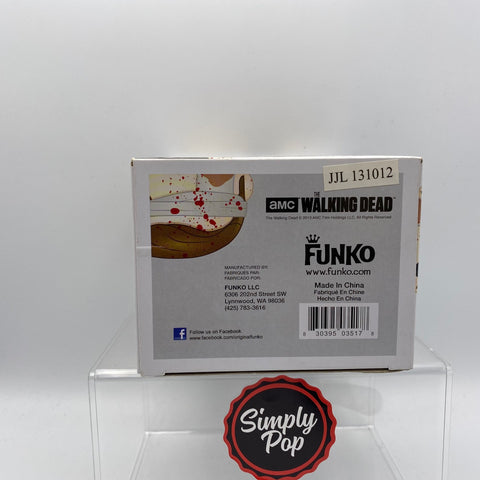 JJL 131012
aMC THE WALKING DEAD
The Walking Dead © 2013 AMC Film Holdings LLC. All Rights Reserved.
FUNKO
www.funko.com
MANUFACTURED BY:
FABRIQUÉS PAR:
FABRICADO POR:
FUNKO LLC
6306 202nd Street SW
Lynnwood, WA 98036
(425) 783-3616
Made In China
Fabriqué En Chine
Hecho En China
8 30395 03517 8
f Follow us on Facebook
www.facebook.com/originalfunko
Simply
Pop